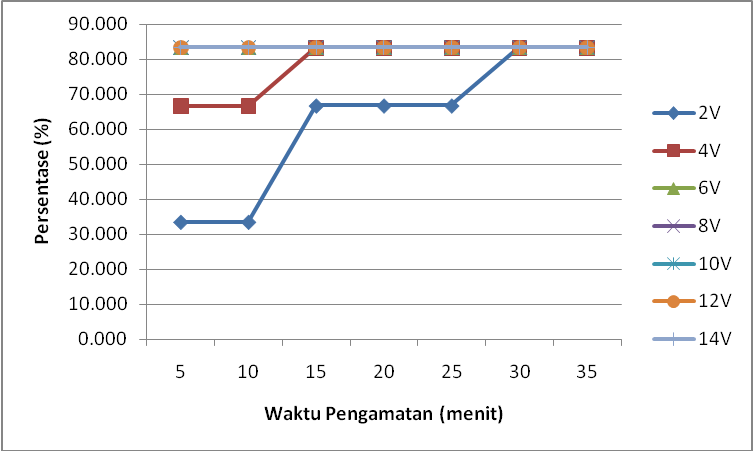 90.000
80.000
70.000
60.000
50.000
40.000
30.000
20.000
10.000
0.000
Persentase (%)
5 10 15 20 25 30 35
Waktu Pengamatan (menit)
2V
4V
6V
8V
10V
12V
14V